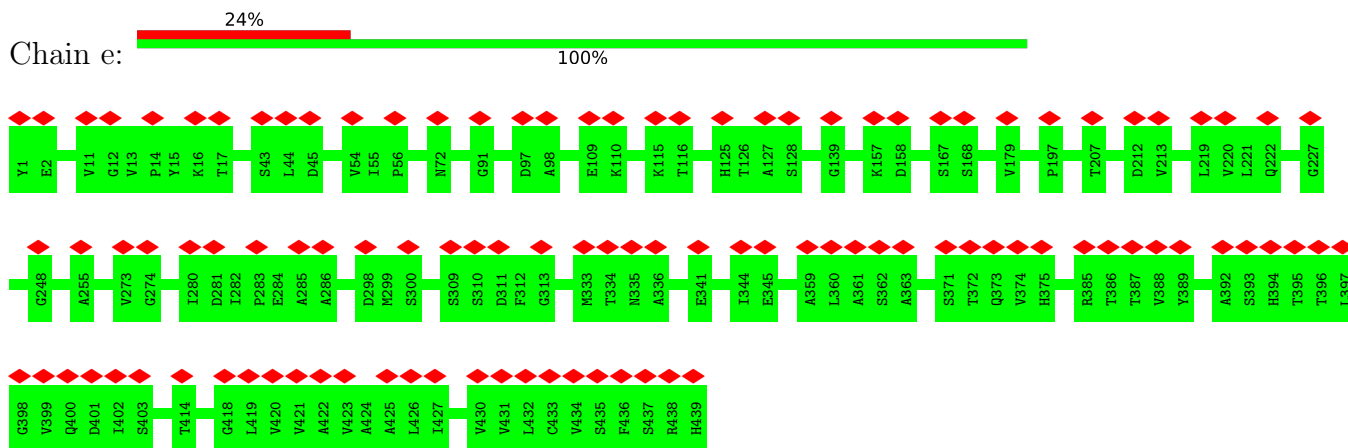 24%
Chain e:
100%
Y1 E2 V11 G12 V13 P14 Y15 K16 T17 S43 L44 D45 V54 I55 P56 N72 G91 D97 A98 E109 K110 K115 T116 H125 T126 A127 S128 G139 K157 D158 S167 S168 V179 P197 T207 D212 V213 L219 V220 L221 Q222 G227
G248 A255 V273 G274 I280 D281 I282 P283 E284 A285 A286 D298 M299 S300 S309 S310 D311 F312 G313 M333 T334 N335 A336 E341 I344 E345 A359 L360 A361 S362 A363 S371 T372 Q373 V374 H375 R385 T386 T387 V388 Y389 A392 S393 H394 T395 T396 L397
G398 V399 Q400 D401 I402 S403 T414 G418 L419 V420 V421 A422 V423 A424 A425 L426 I427 V430 V431 L432 C433 V434 S435 F436 S437 R438 H439